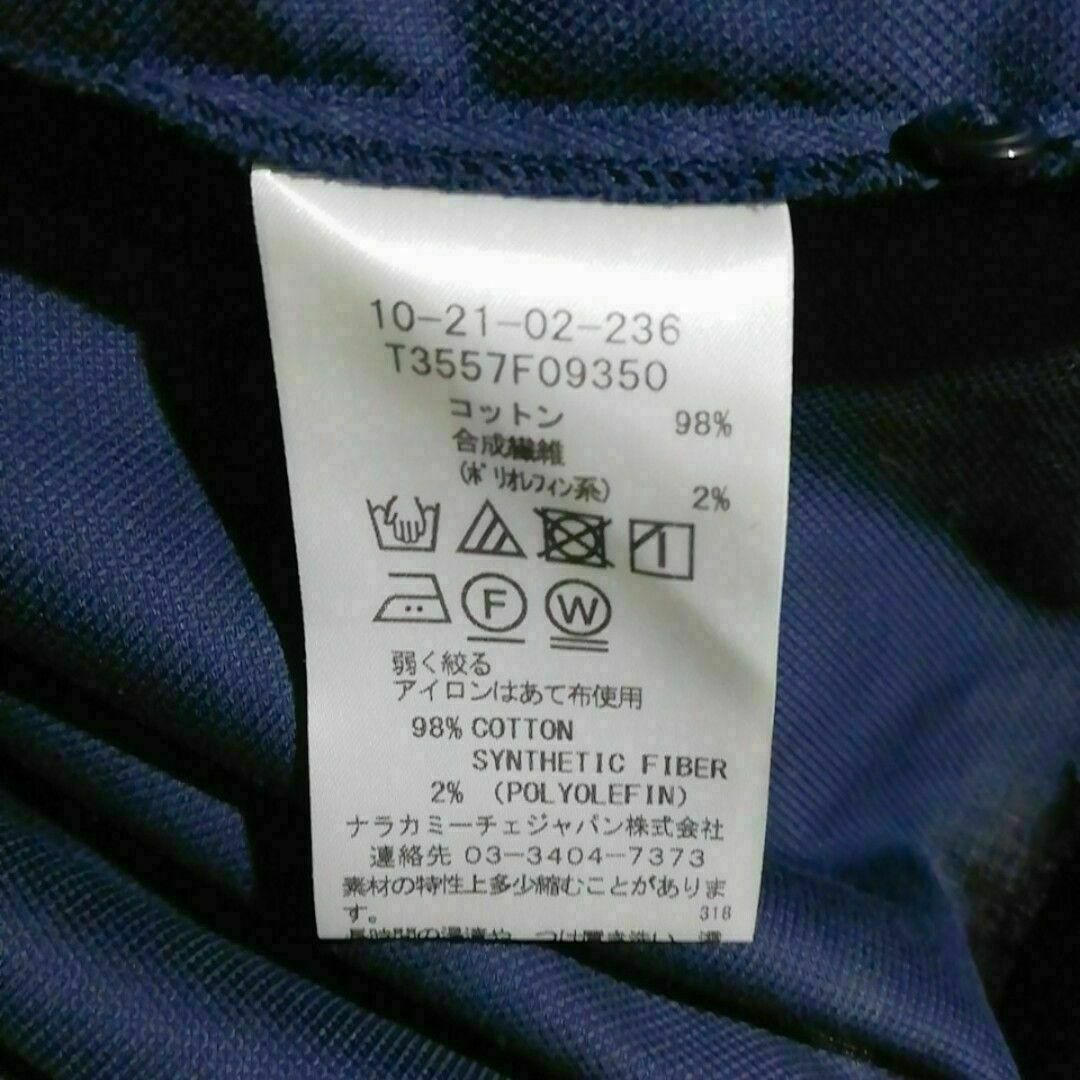 10-21-02-236
T3557F09350
コットン 98%
合成繊維
(ポリオレフィン系) 2%
F W
弱く絞る
アイロンはあて布使用
98% COTTON
SYNTHETIC FIBER
2% (POLYOLEFIN)
ナラカミーチェジャパン株式会社
連絡先 03-3404-7373
素材の特性上多少縮むことがありま
す。 318